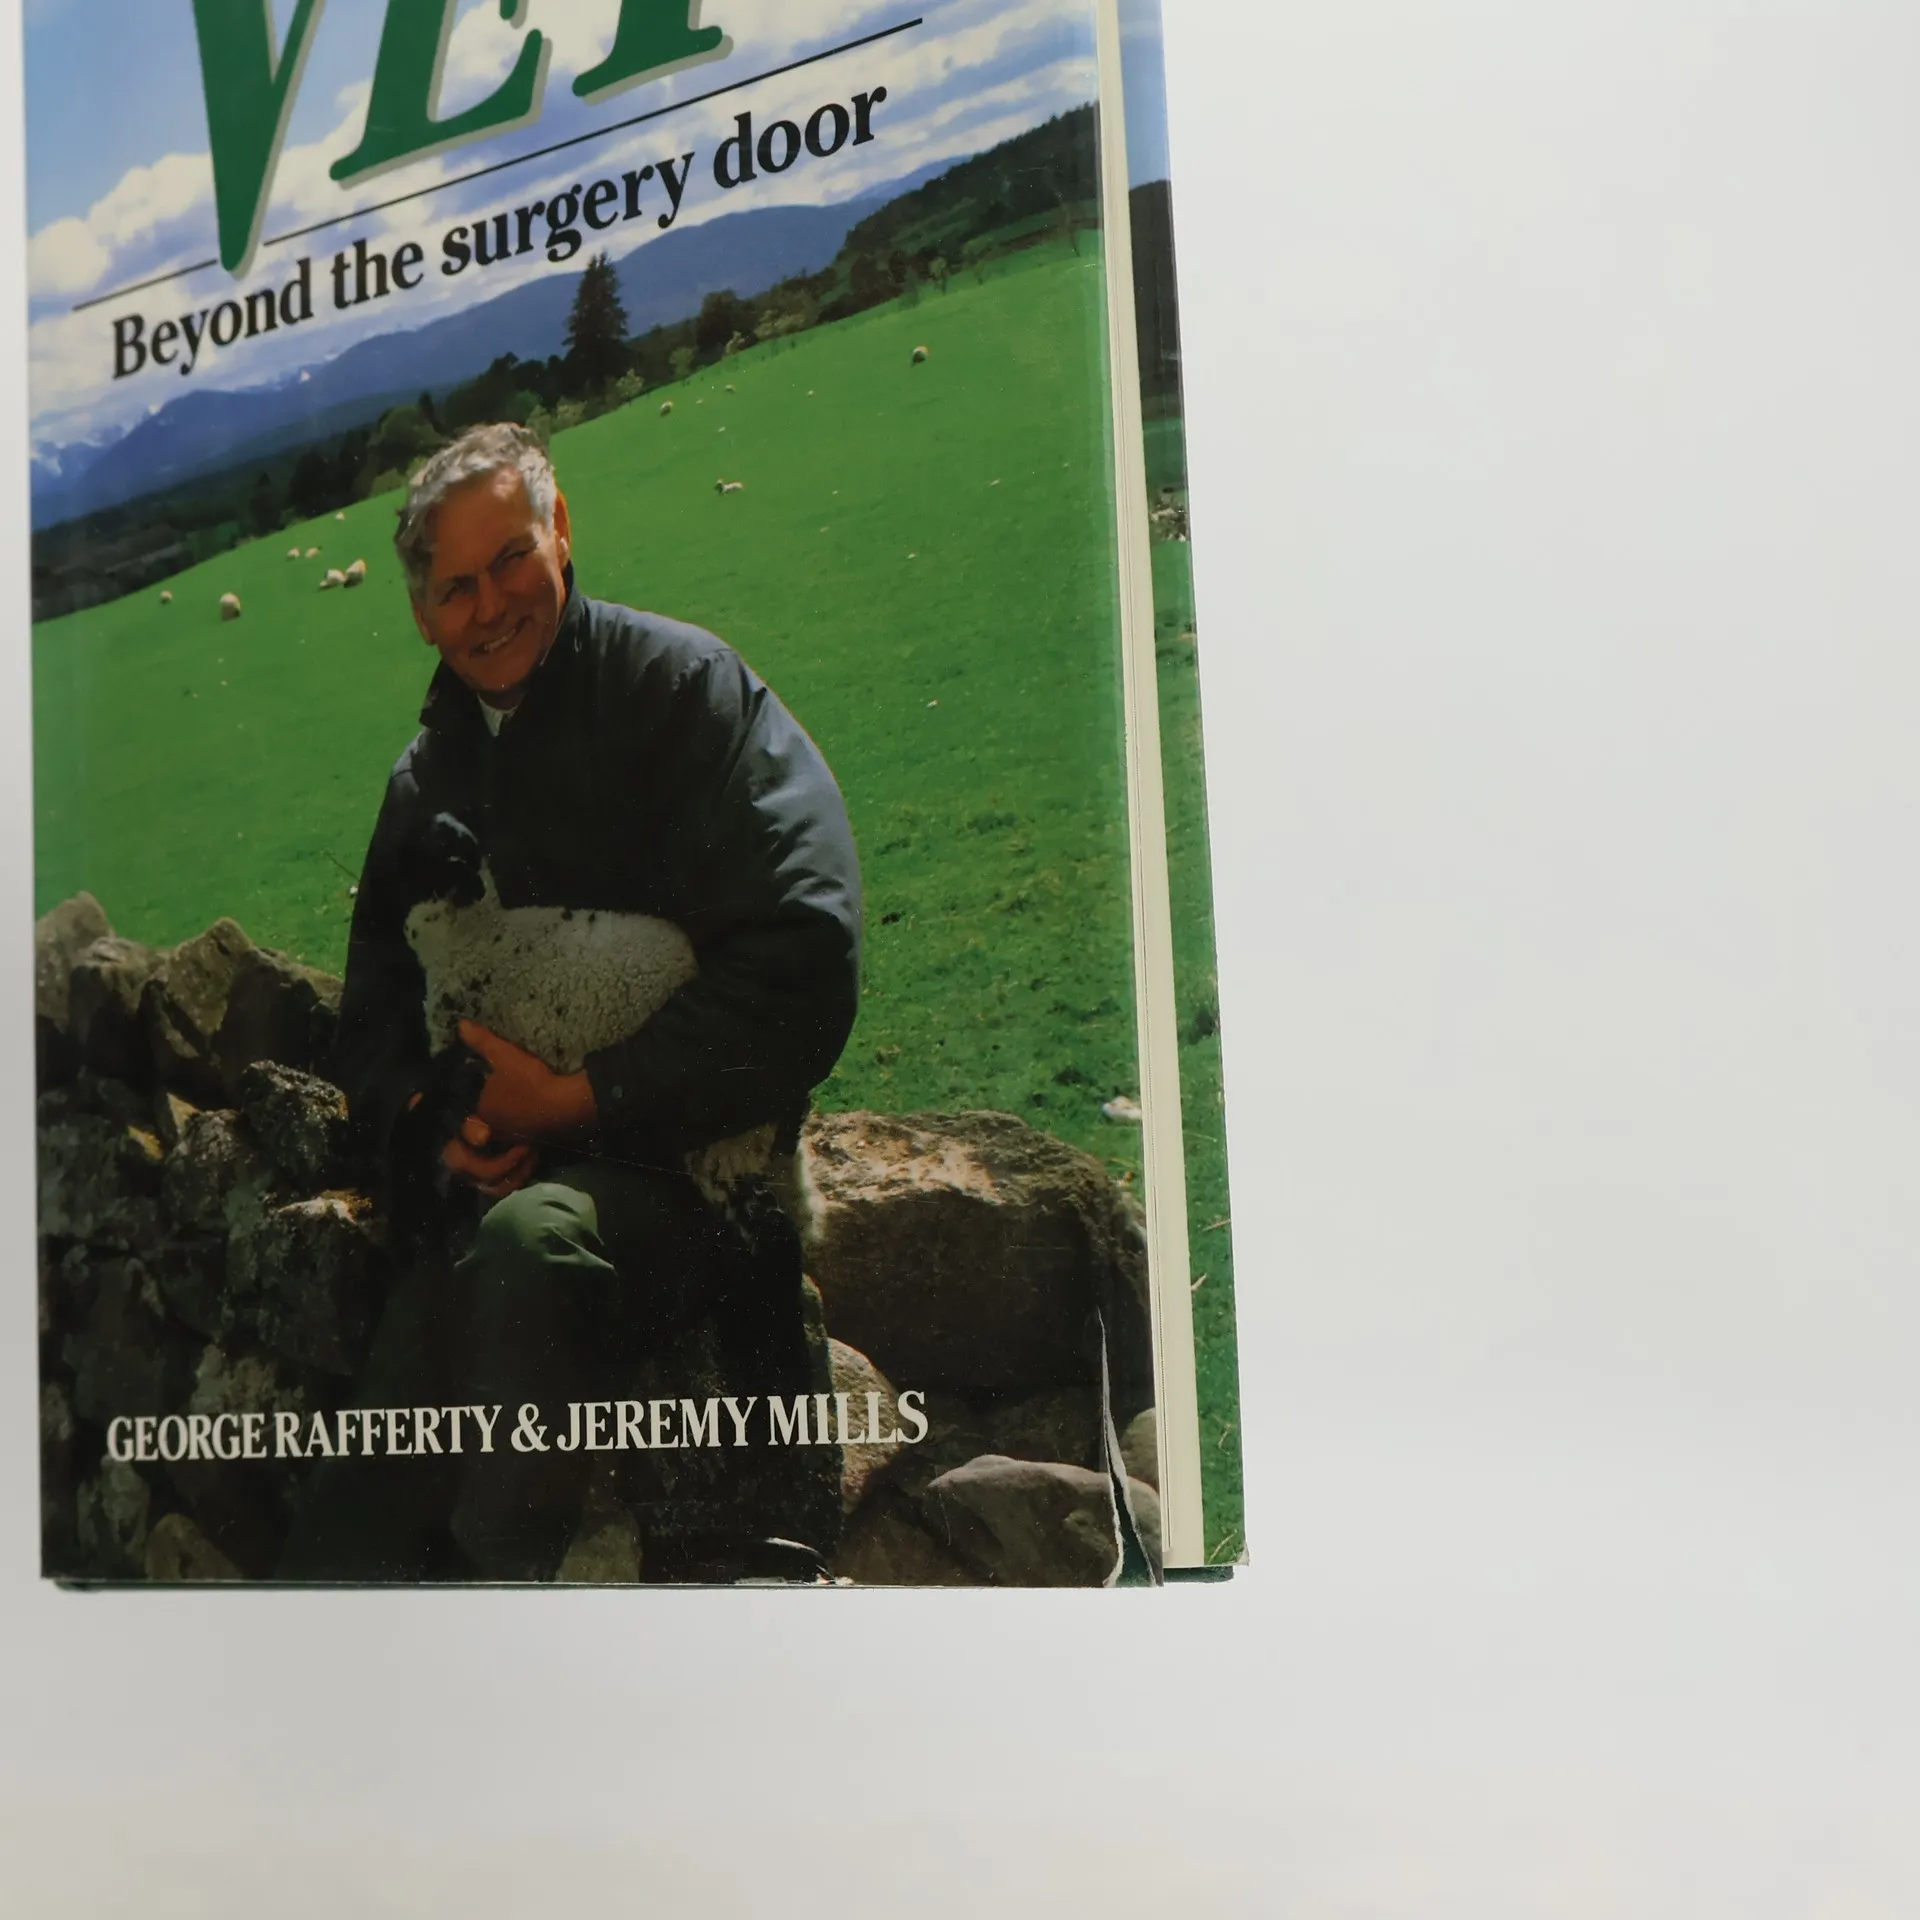 VET
Beyond the surgery door
GEORGE RAFFERTY & JEREMY MILLS